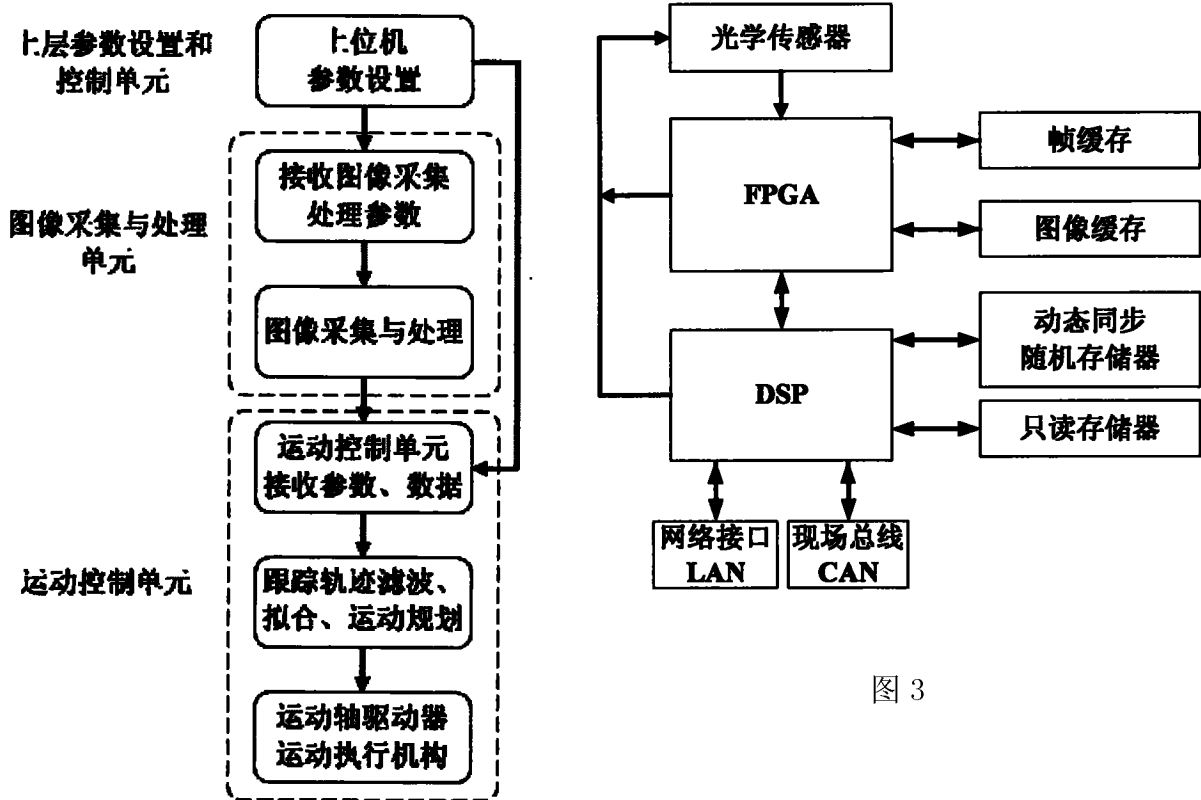 上层参数设置和
控制单元
上位机
参数设置
图像采集与处理
单元
接收图像采集
处理参数
图像采集与处理
运动控制单元
运动控制单元
接收参数、数据
跟踪轨迹滤波、
拟合、运动规划
运动轴驱动器
运动执行机构
光学传感器
FPGA
帧缓存
图像缓存
DSP
动态同步
随机存储器
只读存储器
网络接口
LAN
现场总线
CAN
图 3